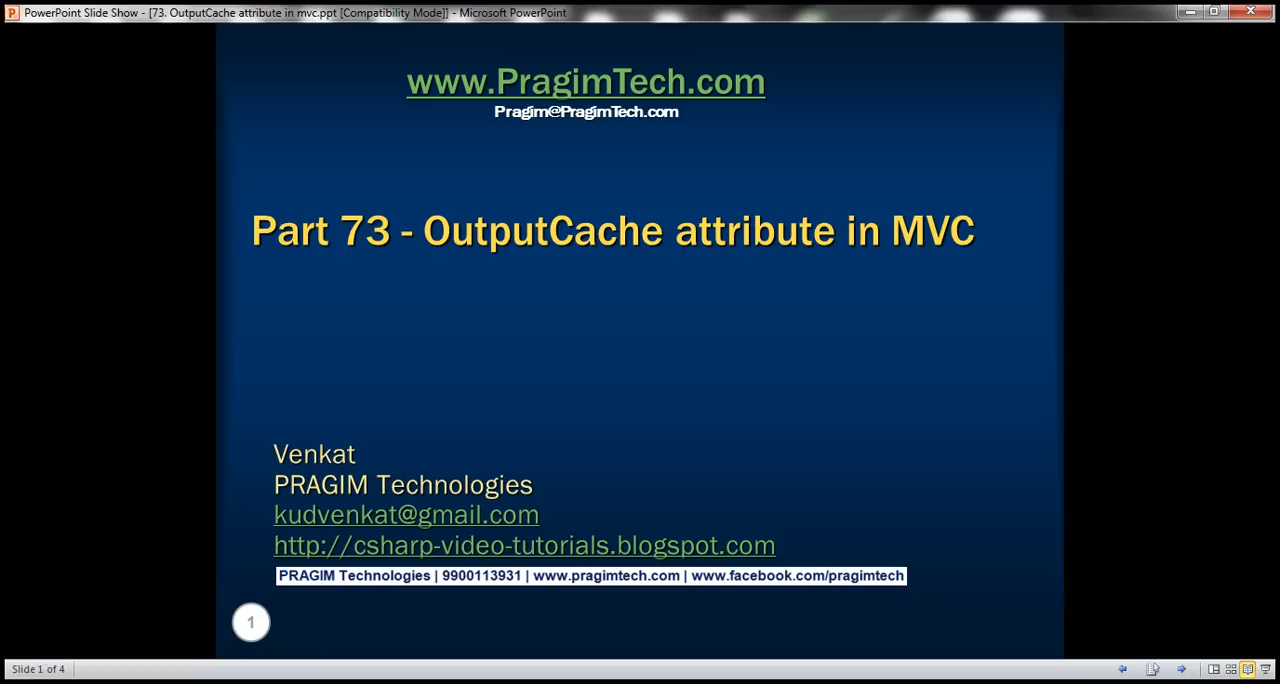 PowerPoint Slide Show - [73. OutputCache attribute in mvc.ppt [Compatibility Mode]] - Microsoft PowerPoint
www.PragimTech.com
Pragim@PragimTech.com
Part 73 - OutputCache attribute in MVC
Venkat
PRAGIM Technologies
kudvenkat@gmail.com
http://csharp-video-tutorials.blogspot.com
PRAGIM Technologies | 9900113931 | www.pragimtech.com | www.facebook.com/pragimtech
1
Slide 1 of 4